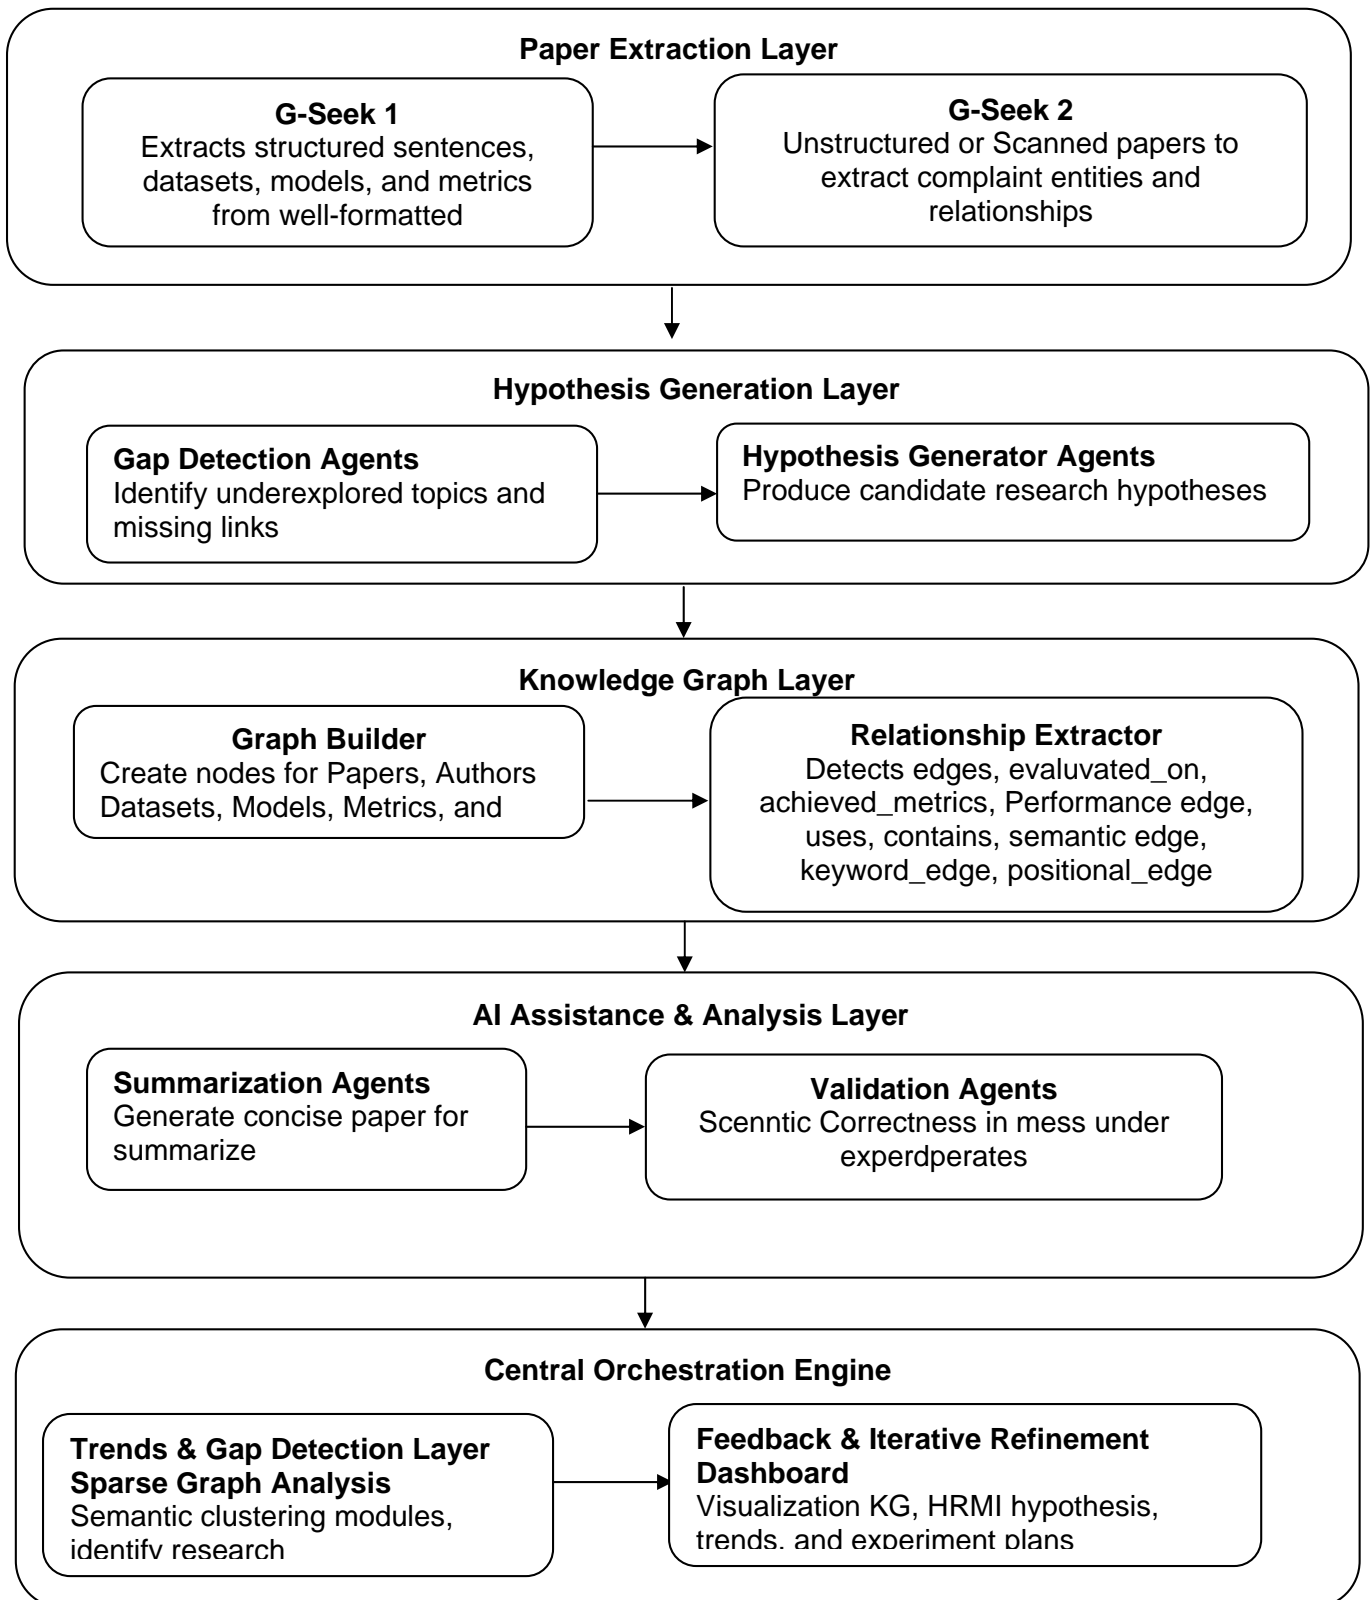 Paper Extraction Layer
G-Seek 1
Extracts structured sentences,
datasets, models, and metrics
from well-formatted
G-Seek 2
Unstructured or Scanned papers to
extract complaint entities and
relationships
Hypothesis Generation Layer
Gap Detection Agents
Identify underexplored topics and
missing links
Hypothesis Generator Agents
Produce candidate research hypotheses
Knowledge Graph Layer
Graph Builder
Create nodes for Papers, Authors
Datasets, Models, Metrics, and
Relationship Extractor
Detects edges, evaluvated_on,
achieved_metrics, Performance edge,
uses, contains, semantic edge,
keyword_edge, positional_edge
AI Assistance & Analysis Layer
Summarization Agents
Generate concise paper for
summarize
Validation Agents
Scenntic Correctness in mess under
experdperates
Central Orchestration Engine
Trends & Gap Detection Layer
Sparse Graph Analysis
Semantic clustering modules,
identify research
Feedback & Iterative Refinement
Dashboard
Visualization KG, HRMI hypothesis,
trends, and experiment plans